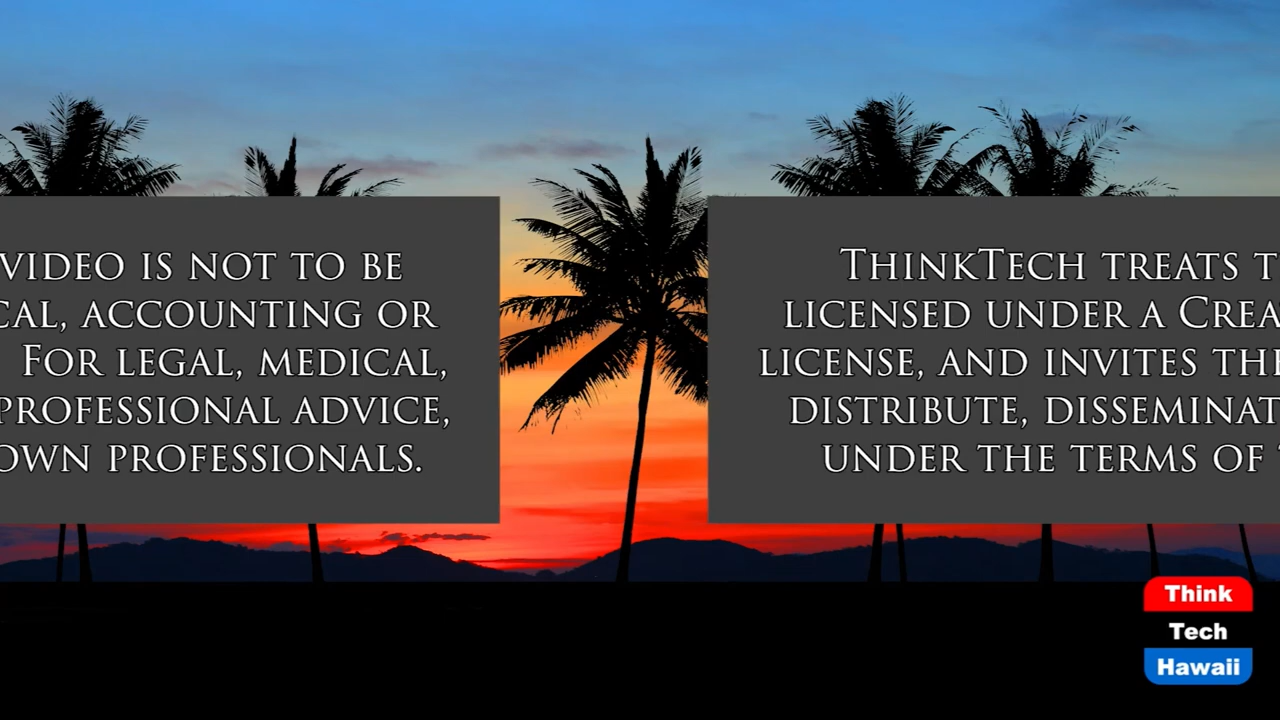 VIDEO IS NOT TO BE
CAL, ACCOUNTING OR
FOR LEGAL, MEDICAL,
PROFESSIONAL ADVICE,
OWN PROFESSIONALS.
THINKTECH TREATS T
LICENSED UNDER A CREA
LICENSE, AND INVITES THE
DISTRIBUTE, DISSEMINAT
UNDER THE TERMS OF
Think
Tech
Hawaii